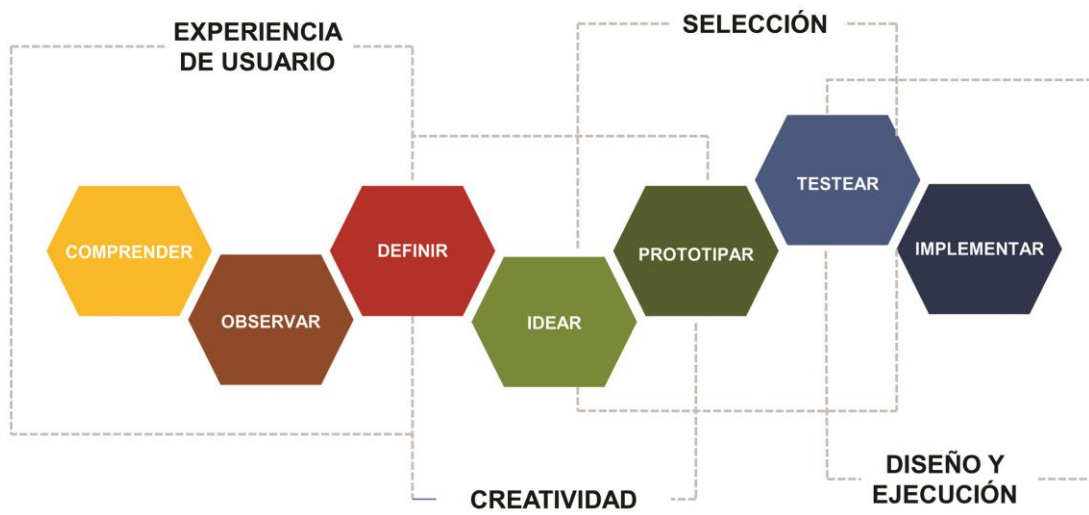 EXPERIENCIA
DE USUARIO
SELECCIÓN
COMPRENDER
OBSERVAR
DEFINIR
IDEAR
PROTOTIPAR
TESTEAR
IMPLEMENTAR
CREATIVIDAD
DISEÑO Y
EJECUCIÓN